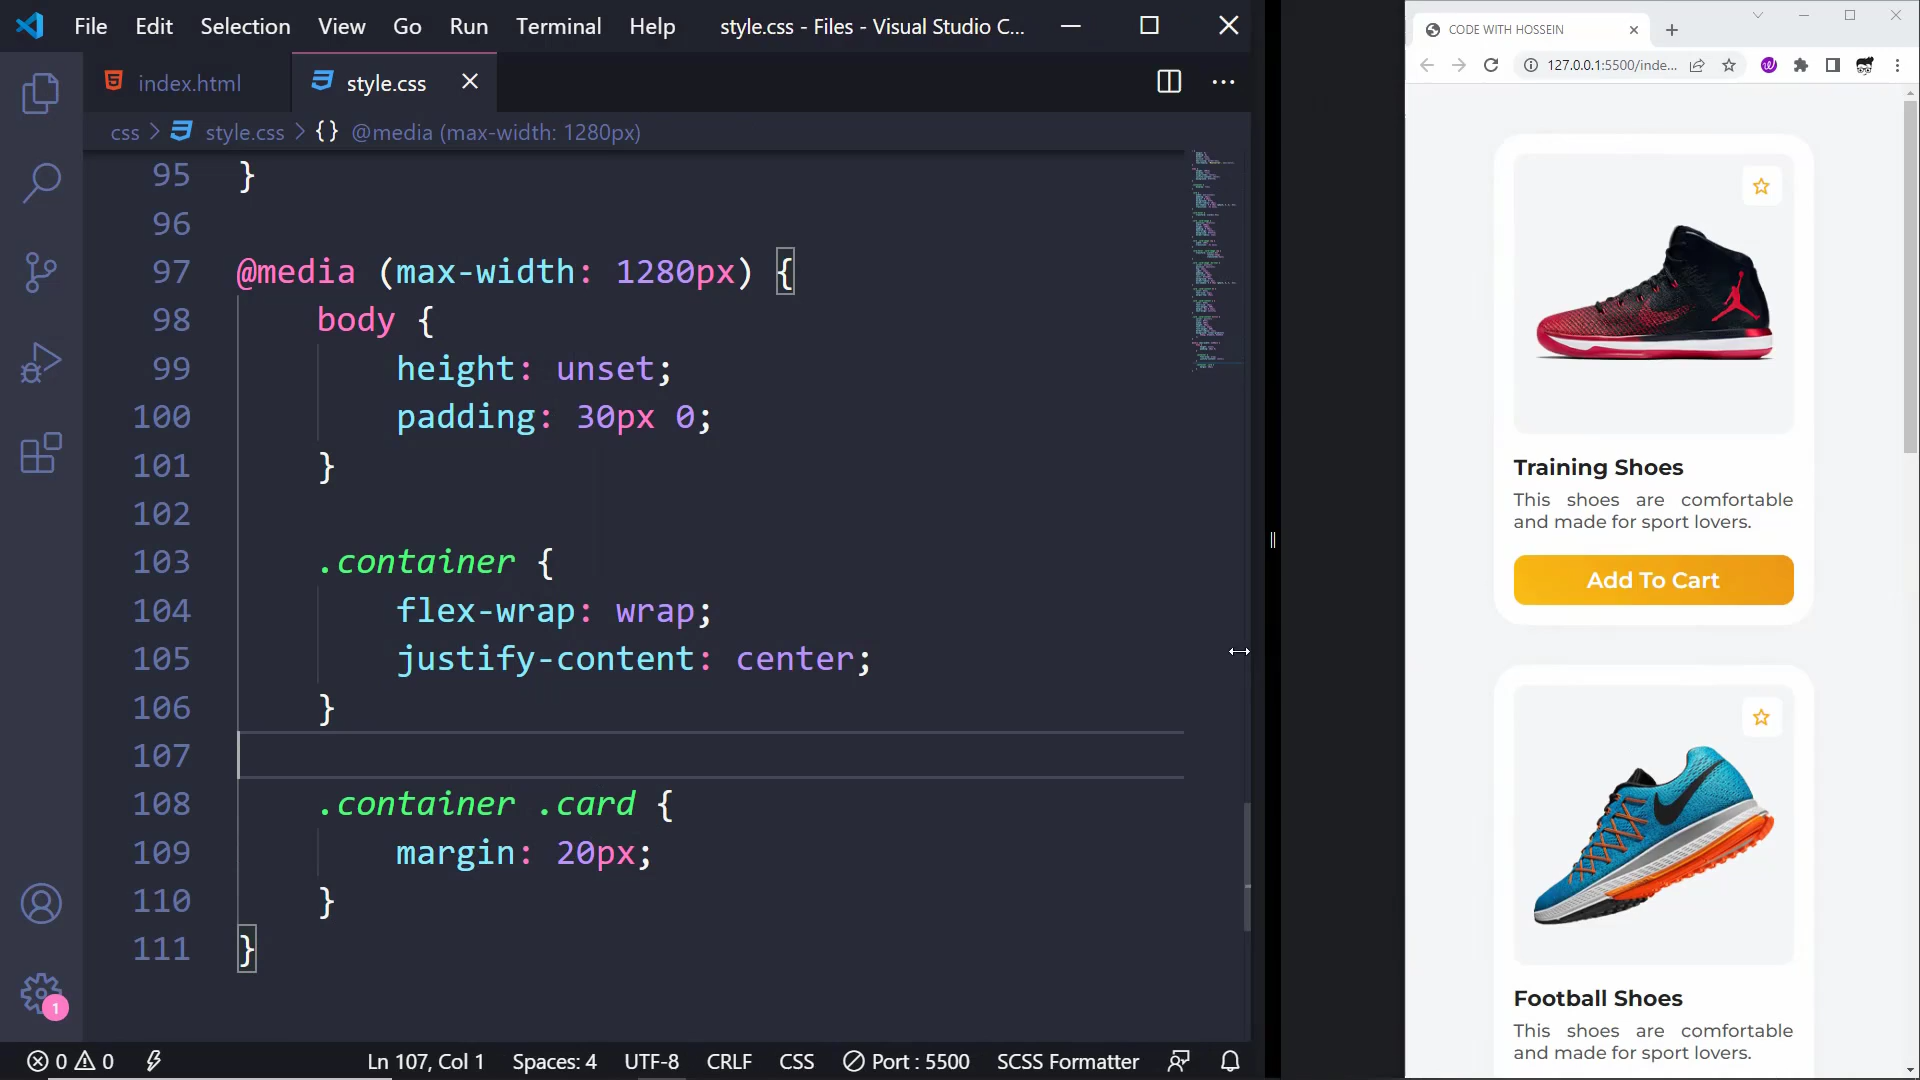 File Edit Selection View Go Run Terminal Help style.css - Files - Visual Studio C...
index.html style.css
css > style.css > {} @media (max-width: 1280px)
95 }
96
97 @media (max-width: 1280px) {
98 body {
99 height: unset;
100 padding: 30px 0;
101 }
102
103 .container {
104 flex-wrap: wrap;
105 justify-content: center;
106 }
107
108 .container .card {
109 margin: 20px;
110 }
111 }
1
0 0 Ln 107, Col 1 Spaces: 4 UTF-8 CRLF CSS Port : 5500 SCSS Formatter
CODE WITH HOSSEIN
127.0.0.1:5500/inde...
Training Shoes
This shoes are comfortable
and made for sport lovers.
Add To Cart
Football Shoes
This shoes are comfortable
and made for sport lovers.